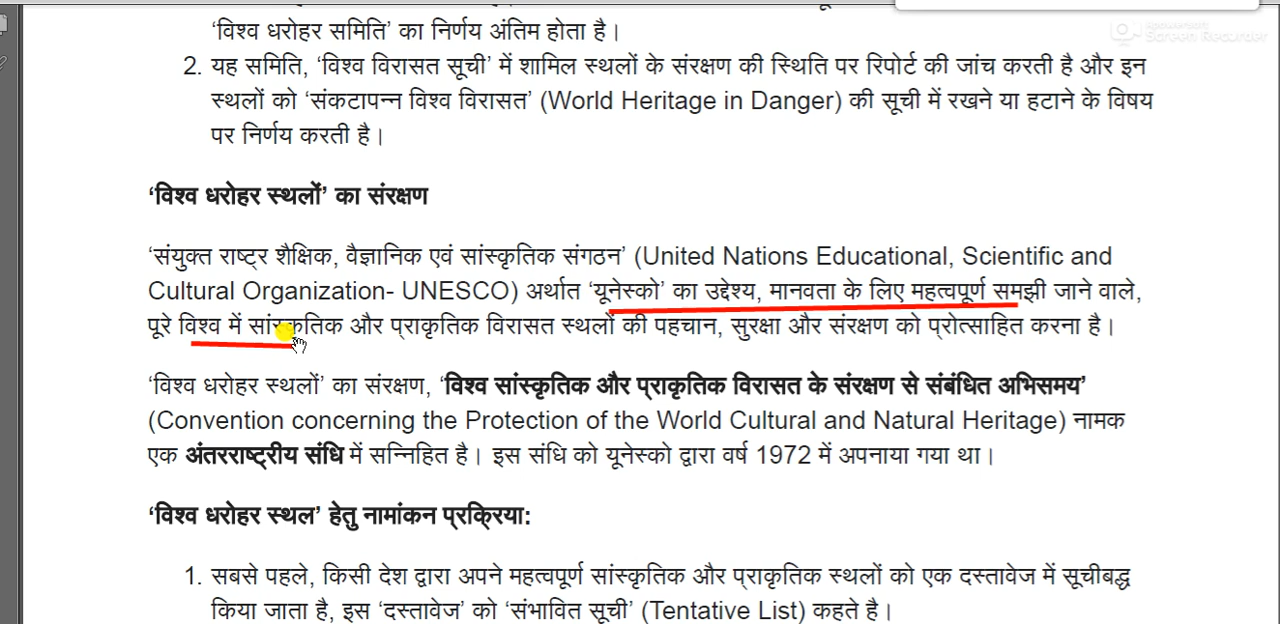 ‘विश्व धरोहर समिति’ का निर्णय अंतिम होता है।
Apowersoft
Screen Recorder
2. यह समिति, ‘विश्व विरासत सूची’ में शामिल स्थलों के संरक्षण की स्थिति पर रिपोर्ट की जांच करती है और इन
स्थलों को ‘संकटापन्न विश्व विरासत’ (World Heritage in Danger) की सूची में रखने या हटाने के विषय
पर निर्णय करती है।
‘विश्व धरोहर स्थलों’ का संरक्षण
‘संयुक्त राष्ट्र शैक्षिक, वैज्ञानिक एवं सांस्कृतिक संगठन’ (United Nations Educational, Scientific and
Cultural Organization- UNESCO) अर्थात ‘यूनेस्को’ का उद्देश्य, मानवता के लिए महत्वपूर्ण समझी जाने वाले,
पूरे विश्व में सांस्कृतिक और प्राकृतिक विरासत स्थलों की पहचान, सुरक्षा और संरक्षण को प्रोत्साहित करना है।
‘विश्व धरोहर स्थलों’ का संरक्षण, ‘विश्व सांस्कृतिक और प्राकृतिक विरासत के संरक्षण से संबंधित अभिसमय’
(Convention concerning the Protection of the World Cultural and Natural Heritage) नामक
एक अंतरराष्ट्रीय संधि में सन्निहित है। इस संधि को यूनेस्को द्वारा वर्ष 1972 में अपनाया गया था।
‘विश्व धरोहर स्थल’ हेतु नामांकन प्रक्रिया:
1. सबसे पहले, किसी देश द्वारा अपने महत्वपूर्ण सांस्कृतिक और प्राकृतिक स्थलों को एक दस्तावेज में सूचीबद्ध
किया जाता है, इस ‘दस्तावेज’ को ‘संभावित सूची’ (Tentative List) कहते है।